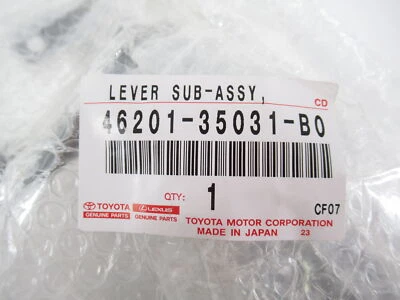 LEVER SUB-ASSY,
CD
46201-35031-B0
QTY: 1
CF07
TOYOTA LEXUS
GENUINE PARTS GENUINE PARTS
TOYOTA MOTOR CORPORATION
MADE IN JAPAN 23